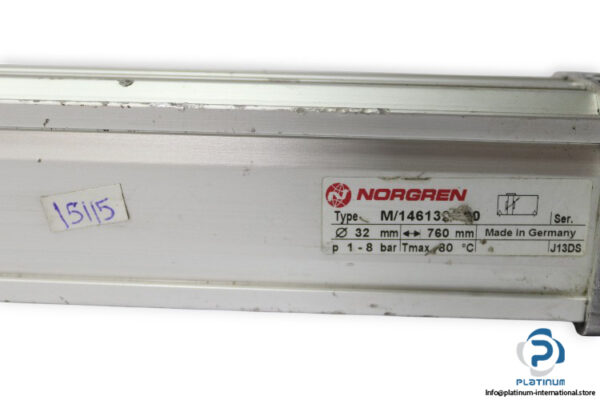 15115
NORGREN
Type Ser.
Ø 32 mm ↔ 760 mm Made in Germany
p 1 - 8 bar Tmax. 80 °C J13DS
PLATINUM
Info@platinum-international.store